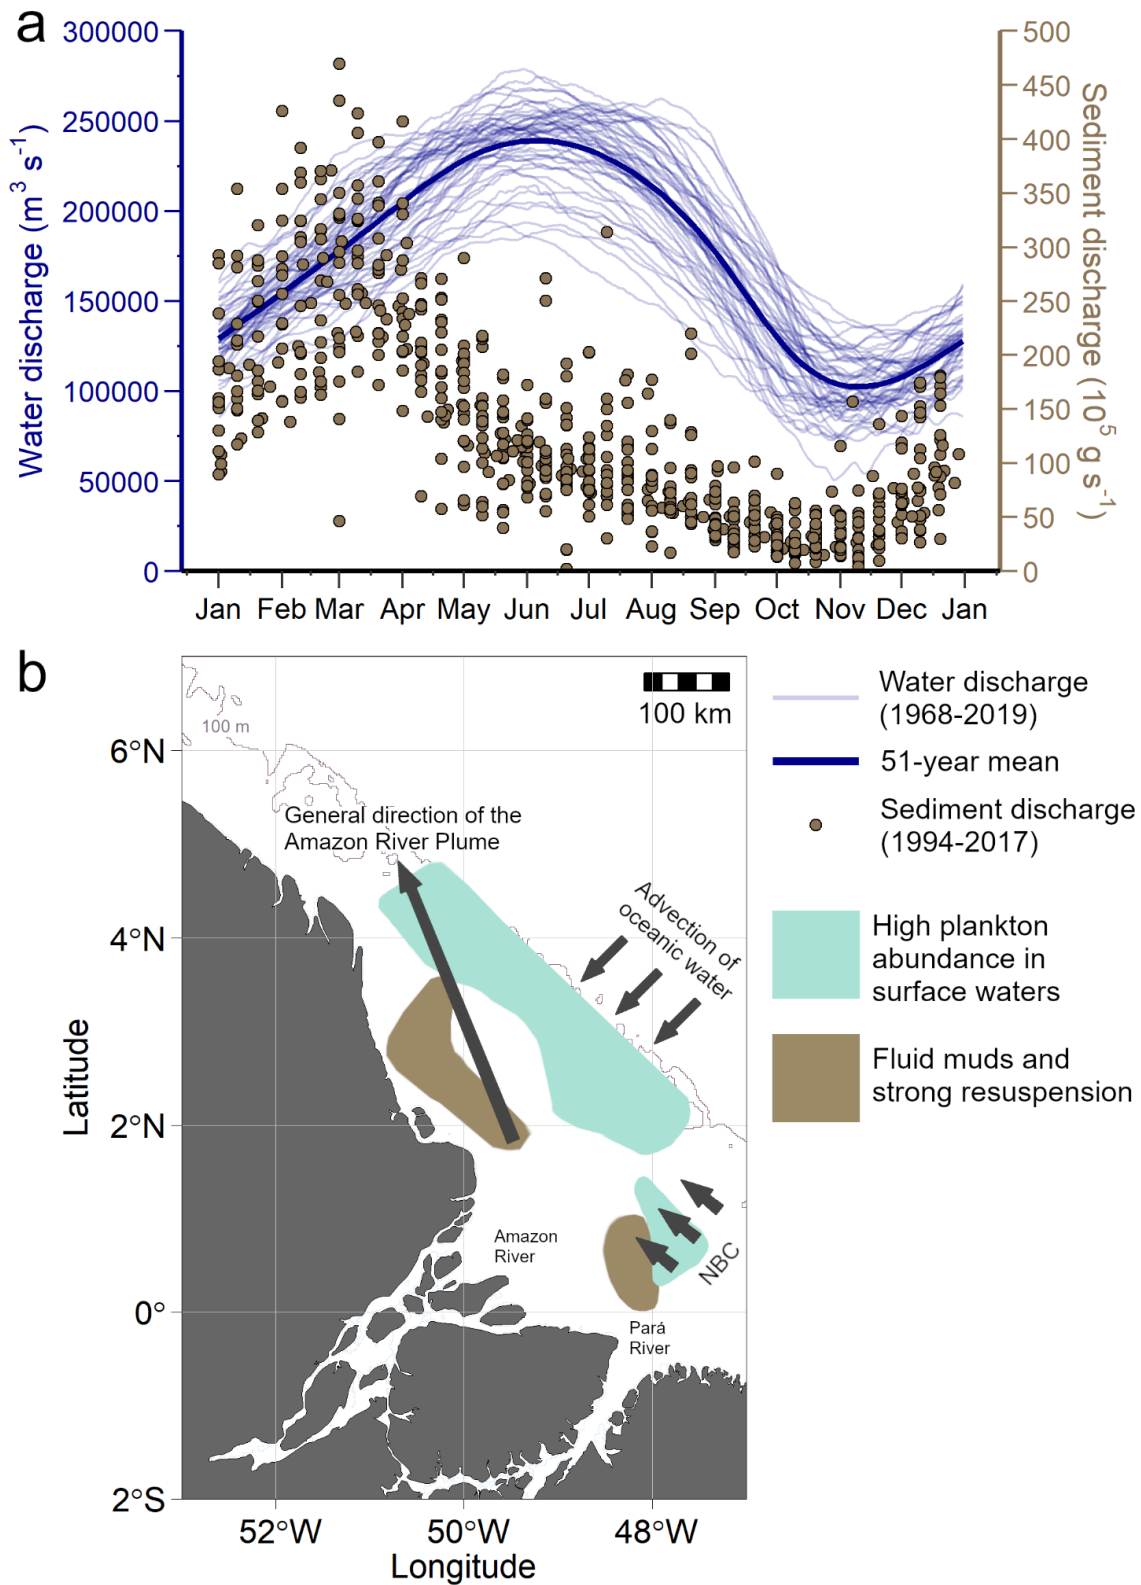 a
300000
250000
200000
150000
100000
50000
0
Water discharge (m³ s⁻¹)
500
450
400
350
300
250
200
150
100
50
0
Sediment discharge (10⁵ g s⁻¹)
Jan Feb Mar Apr May Jun Jul Aug Sep Oct Nov Dec Jan
b
100 m
100 km
6°N
4°N
2°N
0°
2°S
Latitude
General direction of the
Amazon River Plume
Advection of
oceanic water
Amazon
River
NBC
Pará
River
52°W 50°W 48°W
Longitude
Water discharge
(1968-2019)
51-year mean
Sediment discharge
(1994-2017)
High plankton
abundance in
surface waters
Fluid muds and
strong resuspension